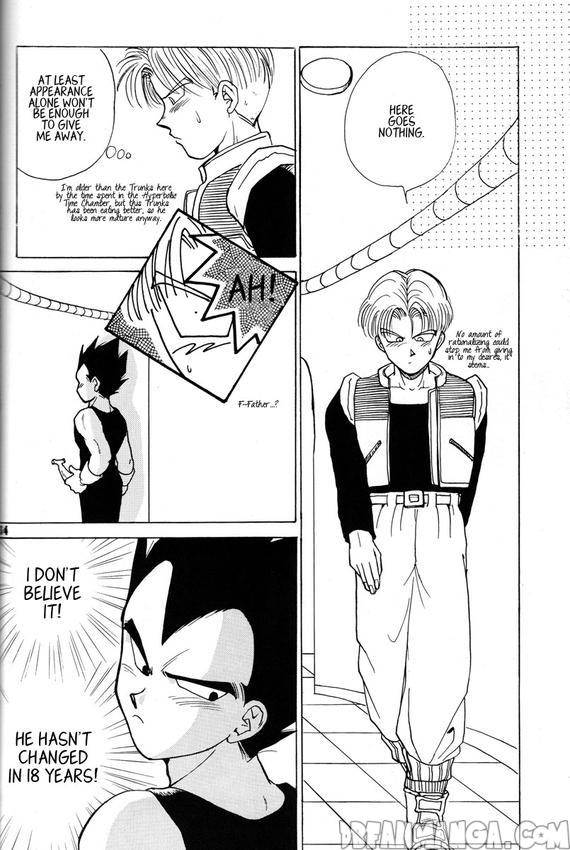 HERE
GOES
NOTHING.
No amount of
rationalizing could
stop me from giving
in to my desires, it
seems...
AT LEAST
APPEARANCE
ALONE WON'T
BE ENOUGH
TO GIVE
ME AWAY.
I'm older than the Trunks here
by the time spent in the Hyperbolic
Time Chamber, but this Trunks
has been eating better, so he
looks more mature anyway.
AH!
F-Father...?
I DON'T
BELIEVE
IT!
HE HASN'T
CHANGED
IN 18 YEARS!
DREAMMANGA.COM